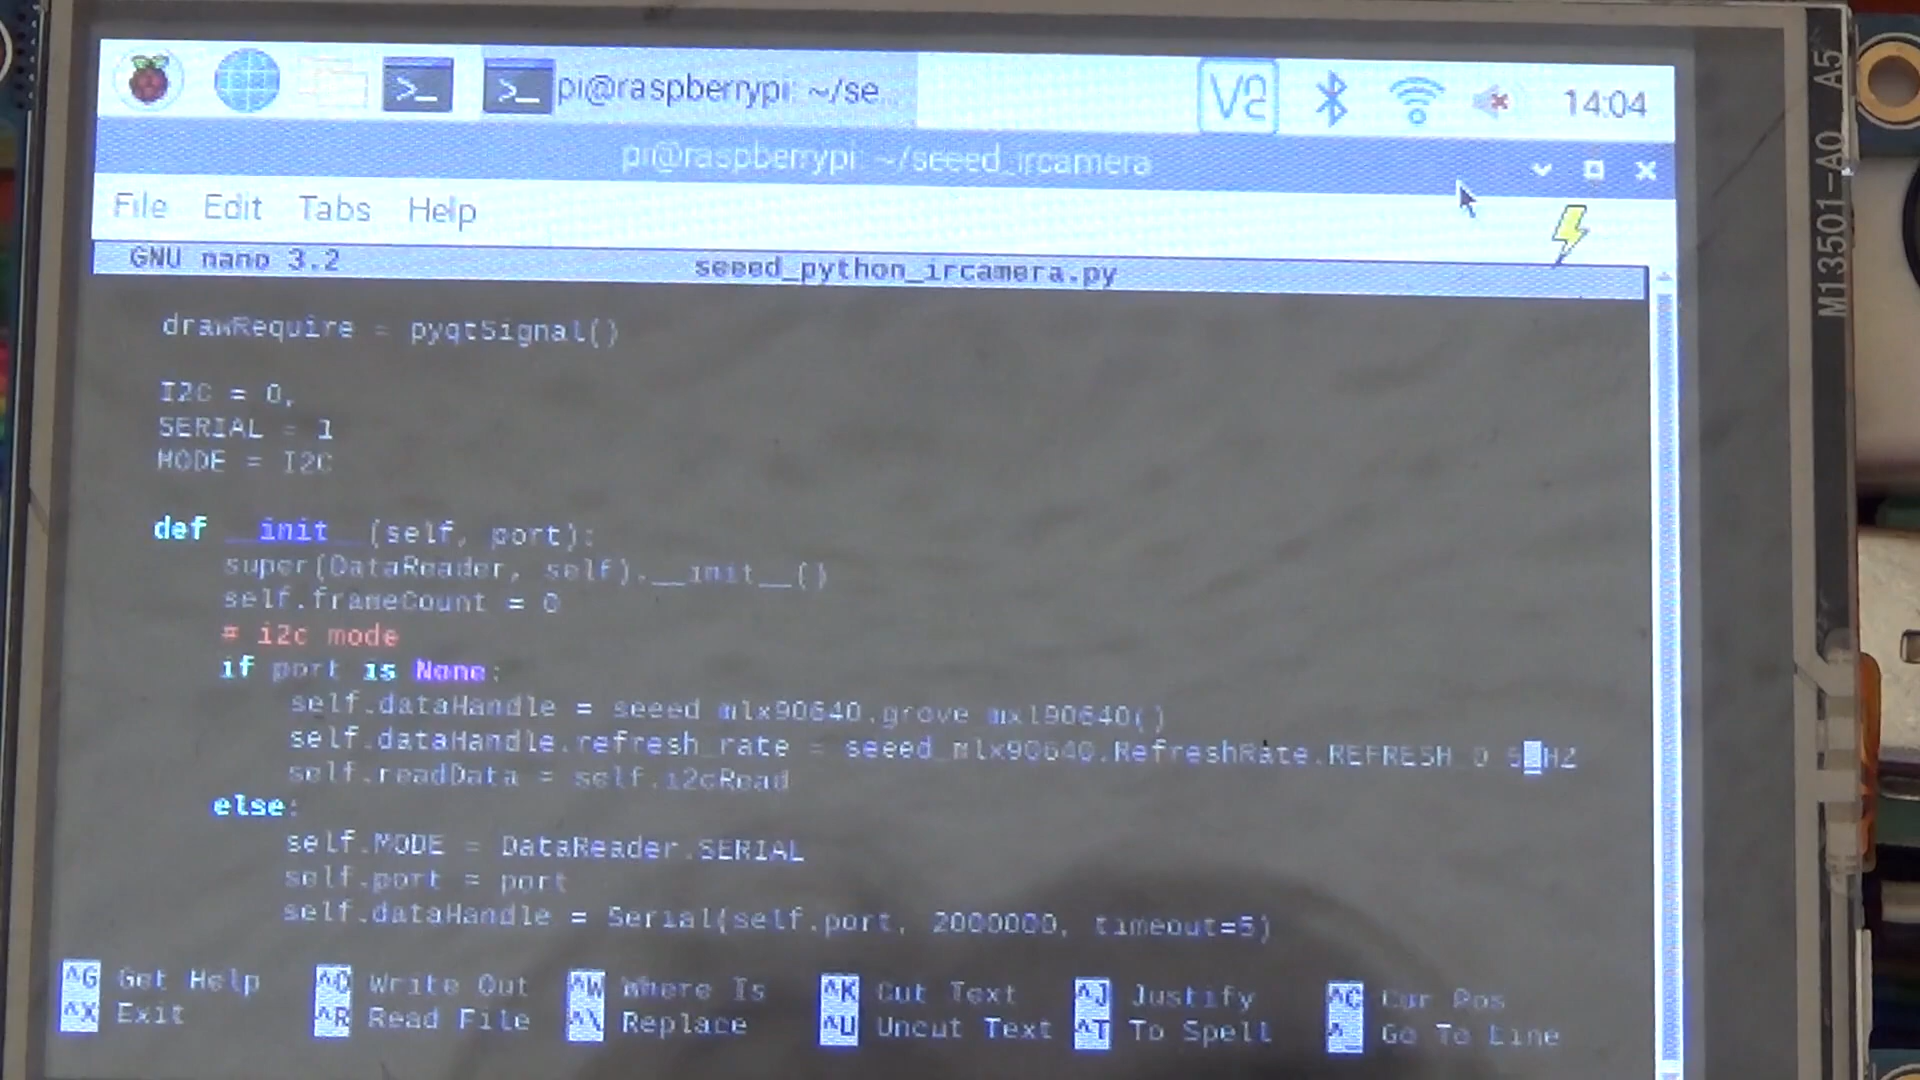 pi@raspberrypi: ~/se...
V2
14:04
pi@raspberrypi: ~/seeed_ircamera
File Edit Tabs Help
GNU nano 3.2 seeed_python_ircamera.py
drawRequire = pyqtSignal()
I2C = 0,
SERIAL = 1
MODE = I2C
def __init__(self, port):
super(DataReader, self).__init__()
self.frameCount = 0
# i2c mode
if port is None:
self.dataHandle = seeed_mlx90640.grove_mxl90640()
self.dataHandle.refresh_rate = seeed_mlx90640.RefreshRate.REFRESH_0_5_HZ
self.readData = self.i2cRead
else:
self.MODE = DataReader.SERIAL
self.port = port
self.dataHandle = Serial(self.port, 2000000, timeout=5)
^G Get Help ^O Write Out ^W Where Is ^K Cut Text ^J Justify ^C Cur Pos
^X Exit ^R Read File ^\ Replace ^U Uncut Text ^T To Spell ^_ Go To Line
M13501-A0 A5